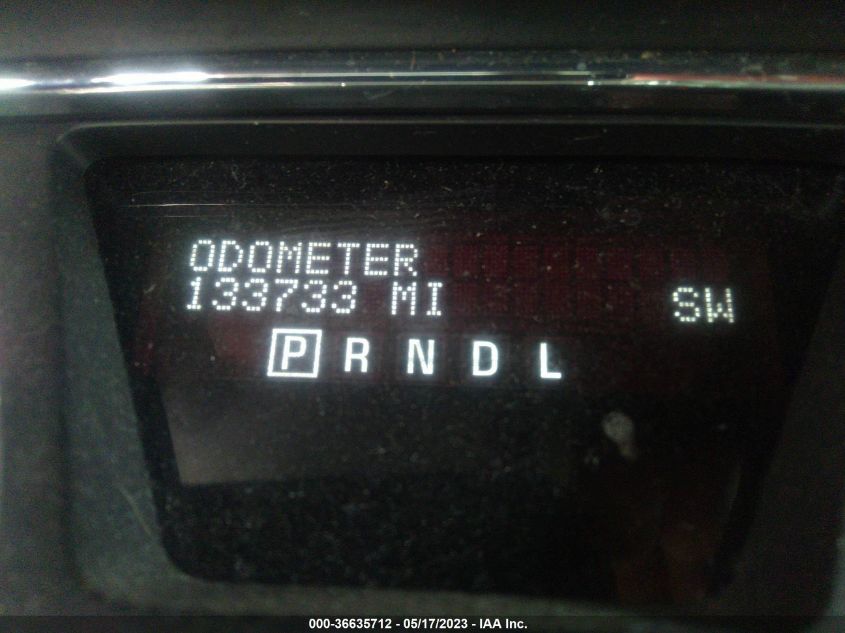 ODOMETER
133733 MI SW
P R N D L
000-36635712 - 05/17/2023 - IAA Inc.